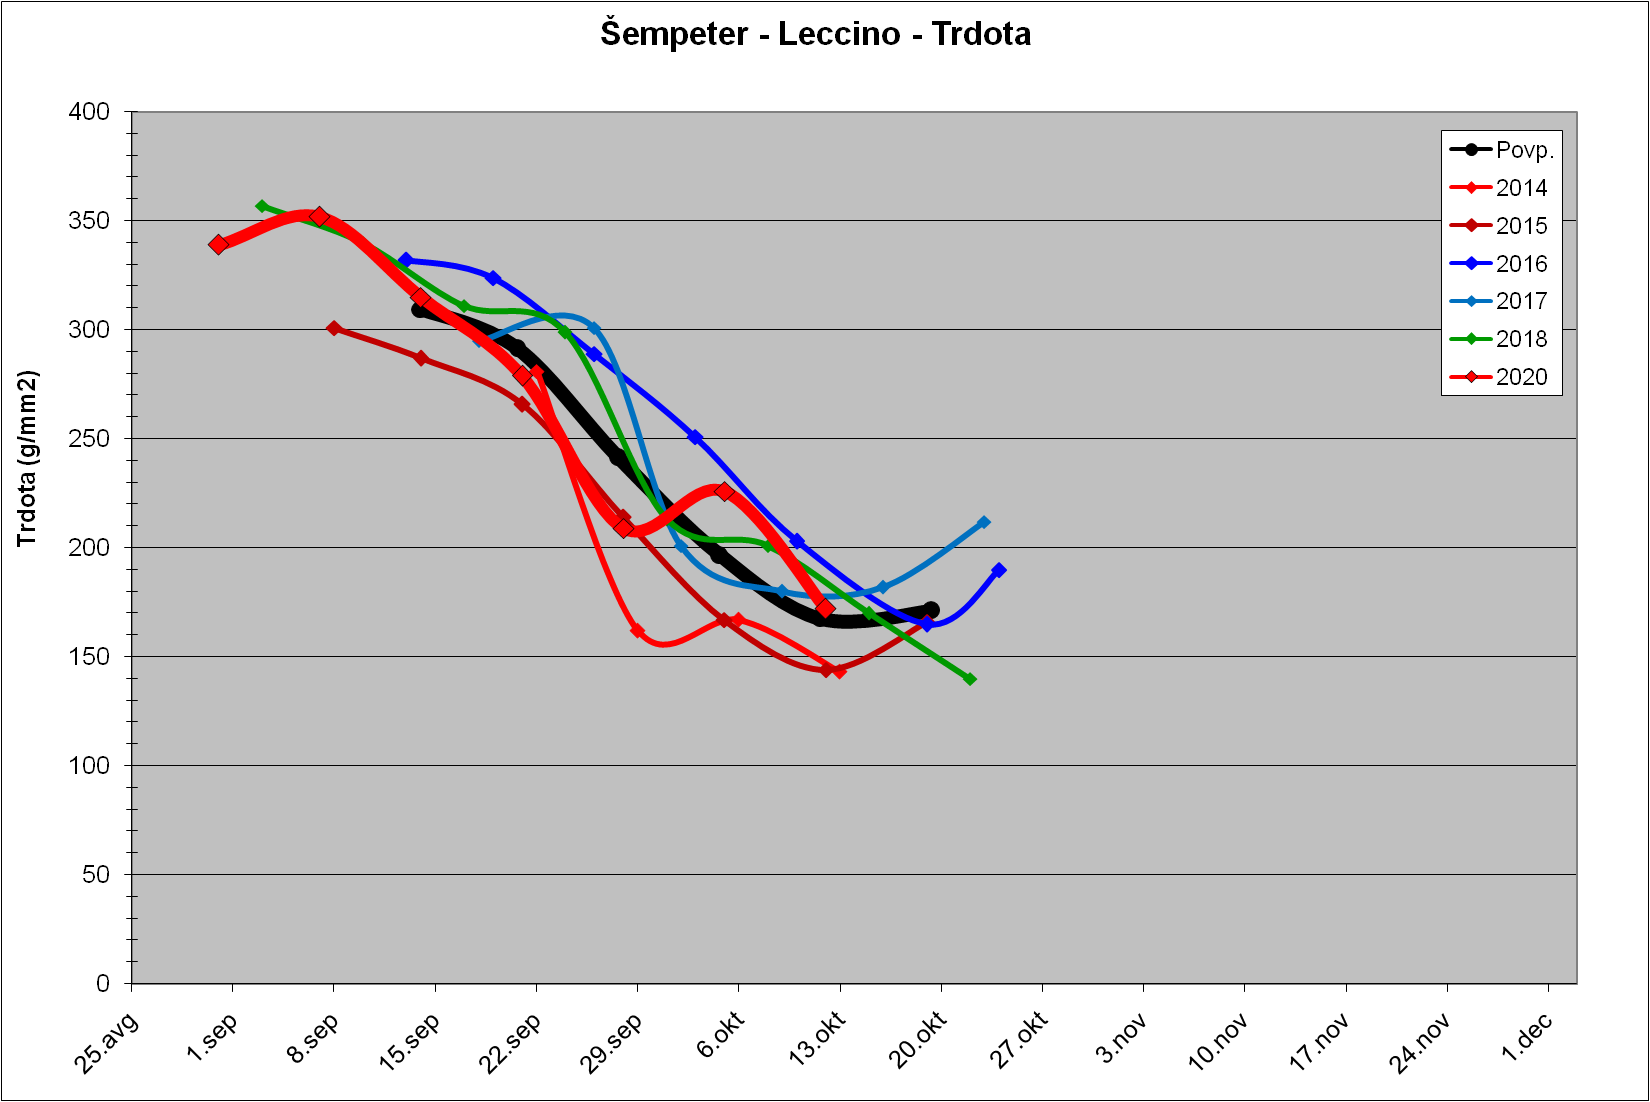 Šempeter - Leccino - Trdota
Trdota (g/mm2)
400
350
300
250
200
150
100
50
0
25.avg
1.sep
8.sep
15.sep
22.sep
29.sep
6.okt
13.okt
20.okt
27.okt
3.nov
10.nov
17.nov
24.nov
1.dec
Povp.
2014
2015
2016
2017
2018
2020